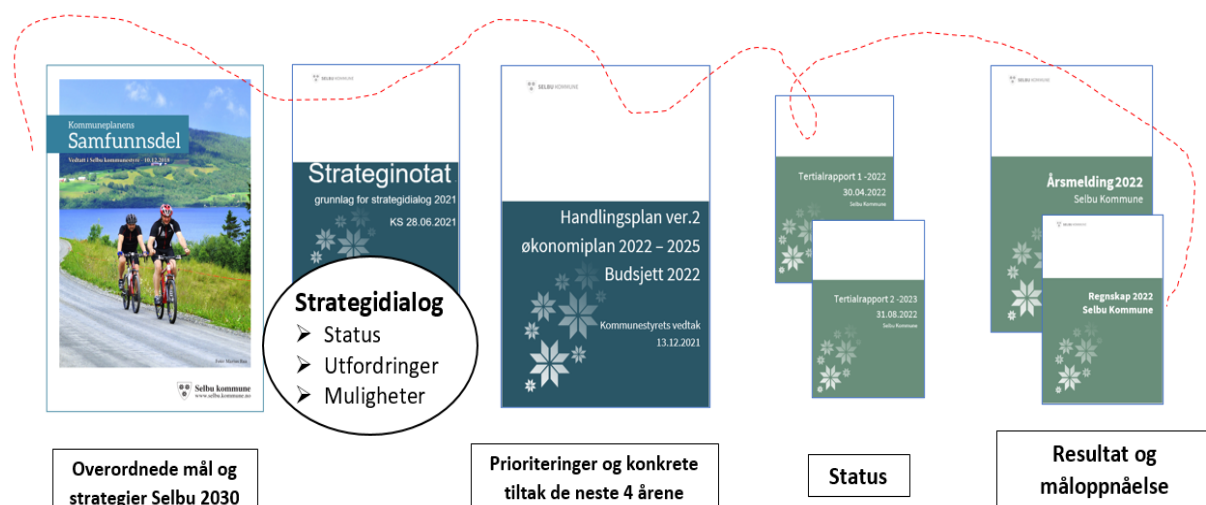 Kommuneplanens
Samfunnsdel
Vedtatt i Selbu kommunestyre 10.12.2018
Selbu kommune
www.selbu.kommune.no
SELBU KOMMUNE
Strateginotat
grunnlag for strategidialog 2021
KS 28.06.2021
Strategidialog
➢ Status
➢ Utfordringer
➢ Muligheter
SELBU KOMMUNE
Handlingsplan ver.2
økonomiplan 2022 – 2025
Budsjett 2022
Kommunestyrets vedtak
13.12.2021
Tertialrapport 1 -2022
30.04.2022
Selbu Kommune
Tertialrapport 2 -2023
31.08.2022
Selbu Kommune
SELBU KOMMUNE
Årsmelding 2022
Selbu Kommune
SELBU KOMMUNE
Regnskap 2022
Selbu Kommune
Overordnede mål og
strategier Selbu 2030
Prioriteringer og konkrete
tiltak de neste 4 årene
Status
Resultat og
måloppnåelse